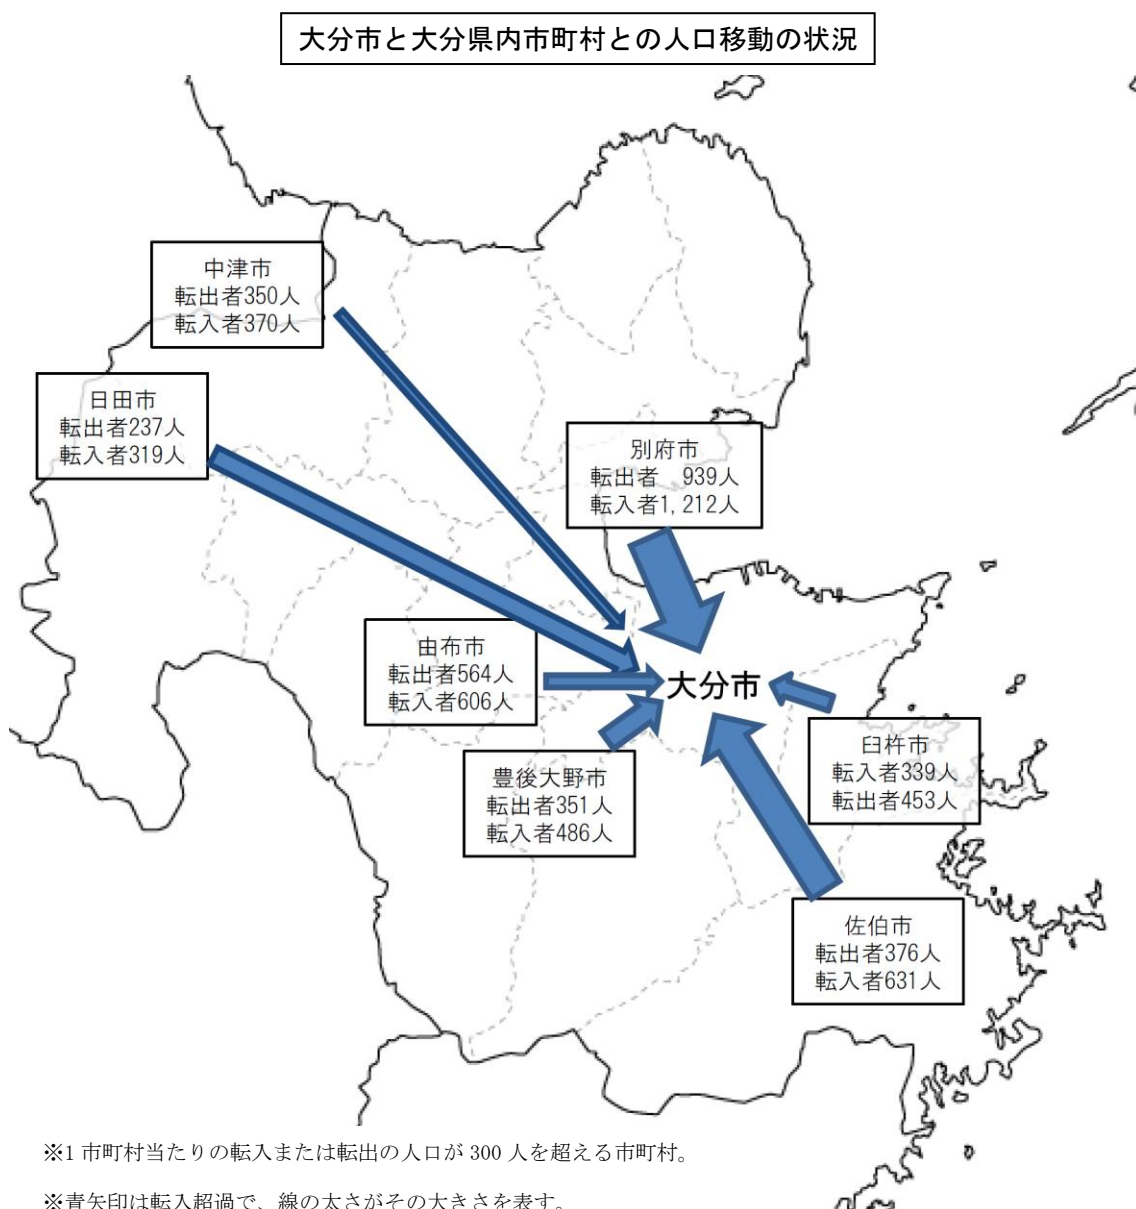 大分市と大分県内市町村との人口移動の状況
中津市
転出者350人
転入者370人
日田市
転出者237人
転入者319人
別府市
転出者 939人
転入者1,212人
由布市
転出者564人
転入者606人
大分市
臼杵市
転入者339人
転出者453人
豊後大野市
転出者351人
転入者486人
佐伯市
転出者376人
転入者631人
※1 市町村当たりの転入または転出の人口が 300 人を超える市町村。
※青矢印は転入超過で、線の太さがその大きさを表す。